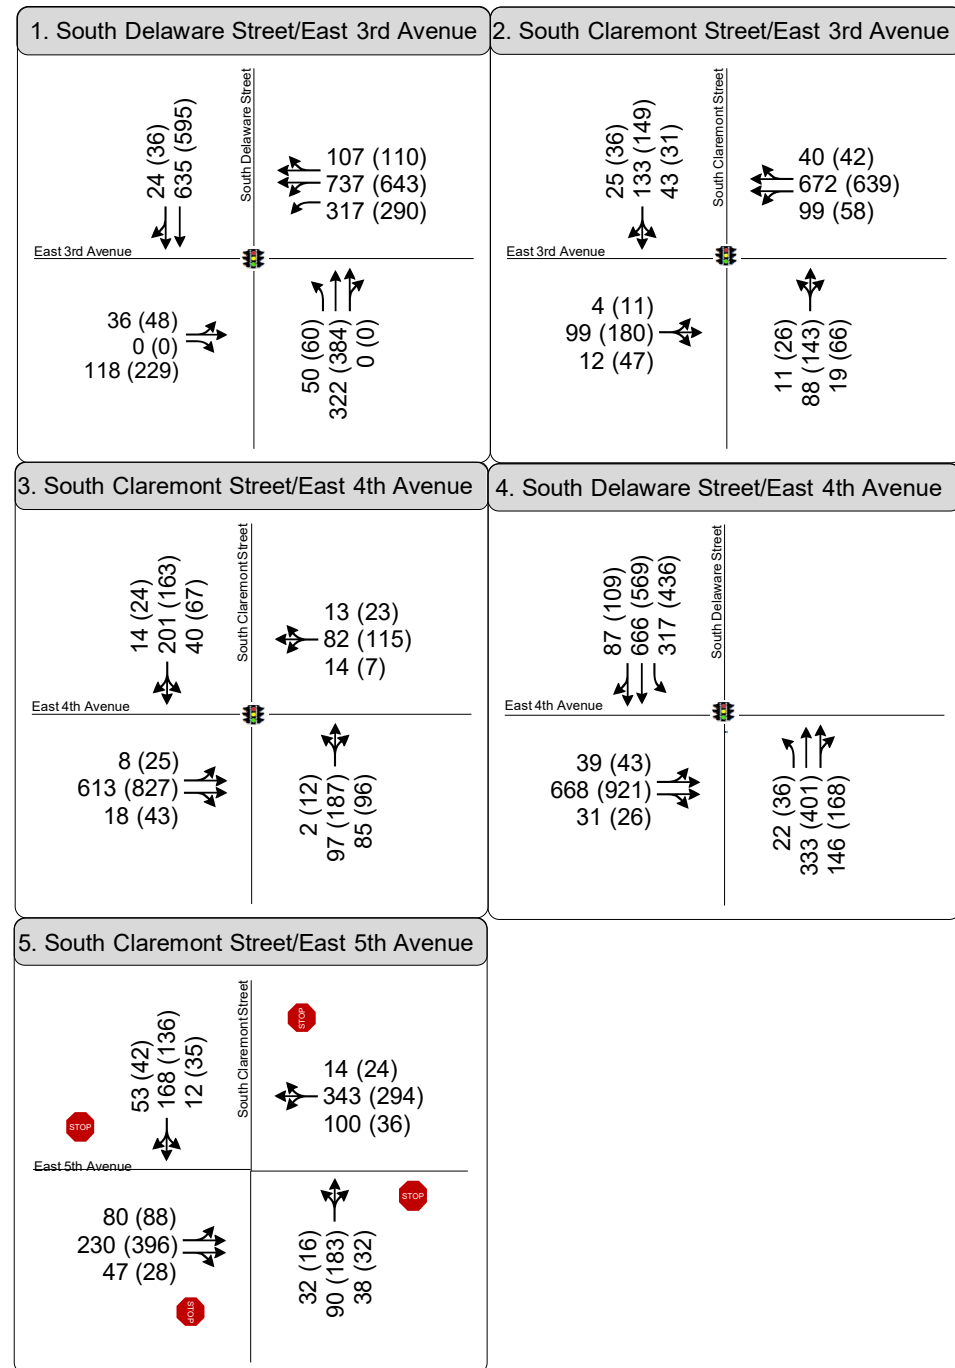 1. South Delaware Street/East 3rd Avenue
24 (36)
635 (595)
South Delaware Street
107 (110)
737 (643)
317 (290)
East 3rd Avenue
36 (48)
0 (0)
118 (229)
50 (60)
322 (384)
0 (0)
2. South Claremont Street/East 3rd Avenue
25 (36)
133 (149)
43 (31)
South Claremont Street
40 (42)
672 (639)
99 (58)
East 3rd Avenue
4 (11)
99 (180)
12 (47)
11 (26)
88 (143)
19 (66)
3. South Claremont Street/East 4th Avenue
14 (24)
201 (163)
40 (67)
South Claremont Street
13 (23)
82 (115)
14 (7)
East 4th Avenue
8 (25)
613 (827)
18 (43)
2 (12)
97 (187)
85 (96)
4. South Delaware Street/East 4th Avenue
87 (109)
666 (569)
317 (436)
South Delaware Street
East 4th Avenue
39 (43)
668 (921)
31 (26)
22 (36)
333 (401)
146 (168)
5. South Claremont Street/East 5th Avenue
53 (42)
168 (136)
12 (35)
South Claremont Street
STOP
14 (24)
343 (294)
100 (36)
STOP
East 5th Avenue
STOP
80 (88)
230 (396)
47 (28)
STOP
32 (16)
90 (183)
38 (32)